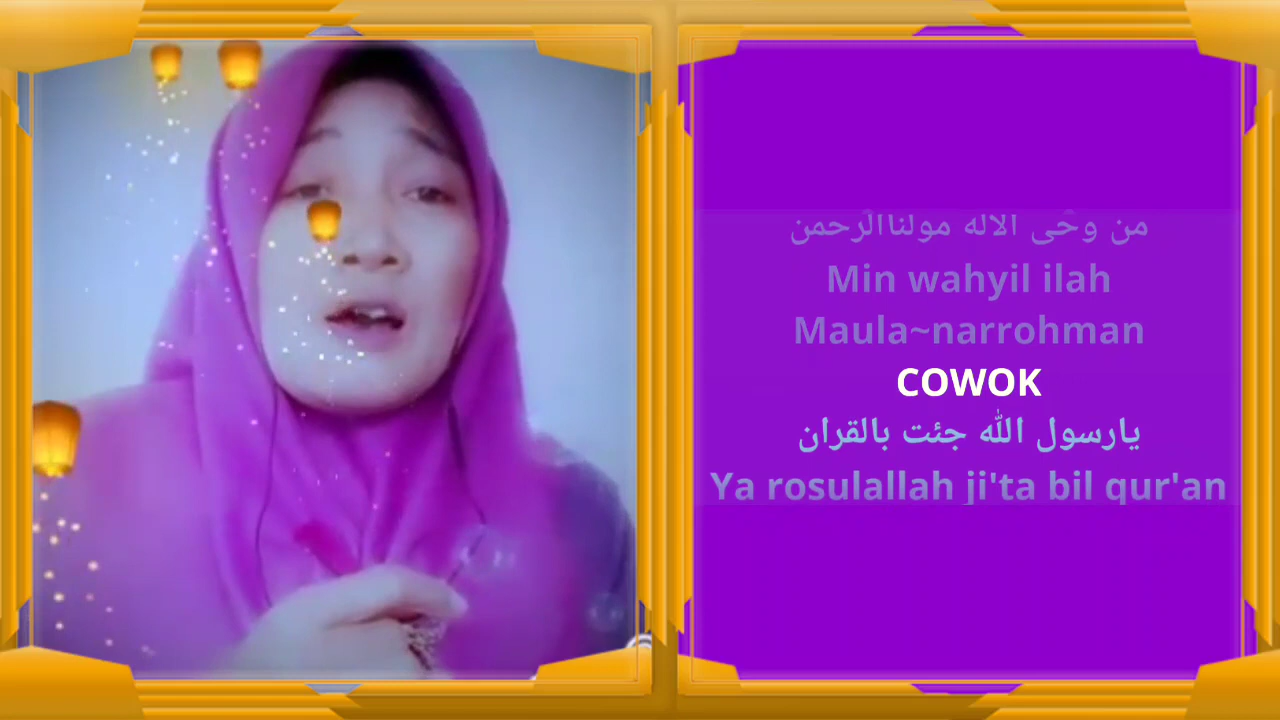 من وحى الاله مولناالرحمن
Min wahyil ilah
Maula~narrohman
COWOK
يارسول الله جئت بالقران
Ya rosulallah ji'ta bil qur'an